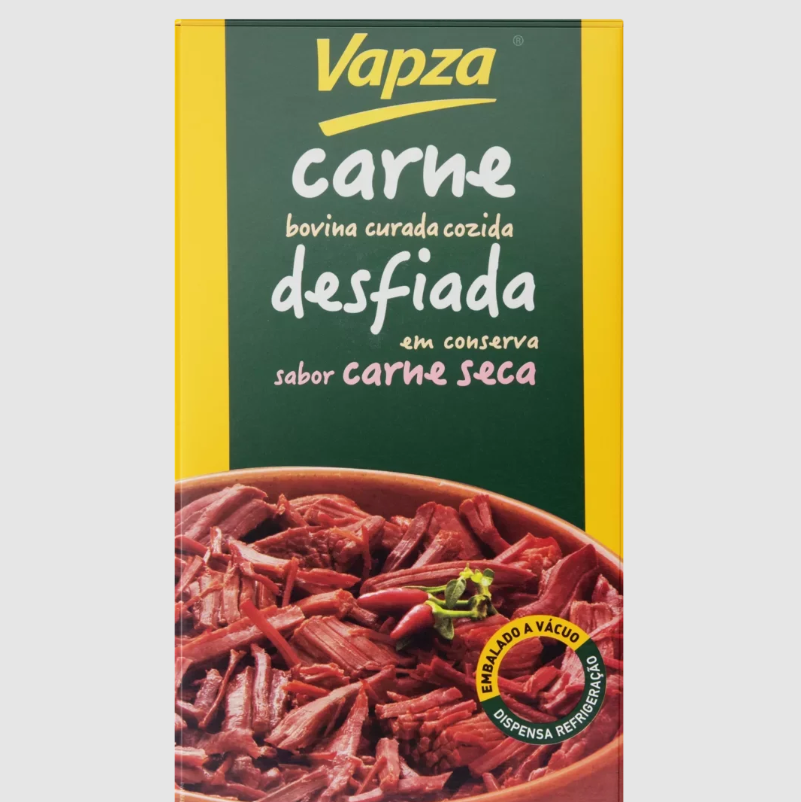 Vapza®
carne
bovina curada cozida
desfiada
em conserva
sabor carne seca
EMBALADO A VÁCUO
DISPENSA REFRIGERAÇÃO